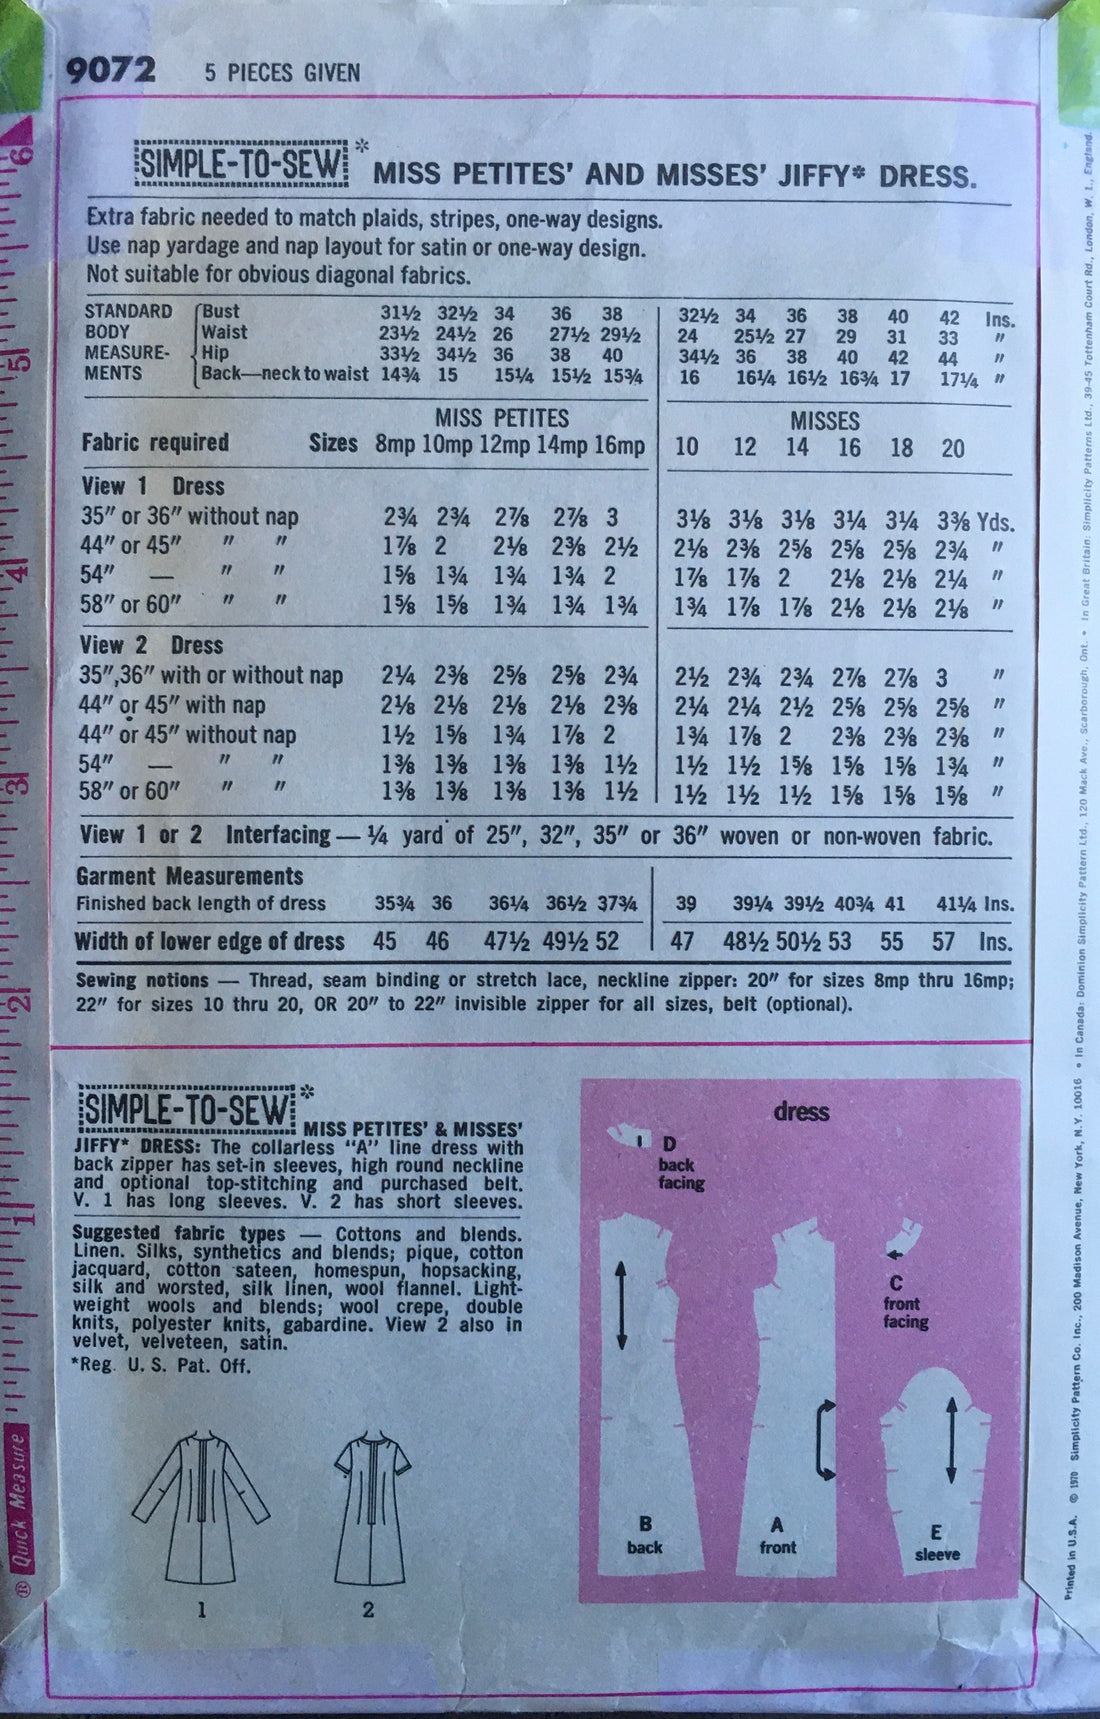 9072 5 PIECES GIVEN
SIMPLE-TO-SEW* MISS PETITES' AND MISSES' JIFFY* DRESS.
Extra fabric needed to match plaids, stripes, one-way designs.
Use nap yardage and nap layout for satin or one-way design.
Not suitable for obvious diagonal fabrics.
STANDARD Bust 31½ 32½ 34 36 38 32½ 34 36 38 40 42 Ins.
BODY Waist 23½ 24½ 26 27½ 29½ 24 25½ 27 29 31 33 "
MEASURE- Hip 33½ 34½ 36 38 40 34½ 36 38 40 42 44 "
MENTS Back—neck to waist 14¾ 15 15¼ 15½ 15¾ 16 16¼ 16½ 16¾ 17 17¼ "
MISS PETITES MISSES
Fabric required Sizes 8mp 10mp 12mp 14mp 16mp 10 12 14 16 18 20
View 1 Dress
35" or 36" without nap 2¾ 2¾ 2⅞ 2⅞ 3 3⅛ 3⅛ 3⅛ 3¼ 3¼ 3⅜ Yds.
44" or 45" " " 1⅞ 2 2⅛ 2⅜ 2½ 2⅛ 2⅜ 2⅝ 2⅝ 2⅝ 2¾ "
54" — " " 1⅝ 1¾ 1¾ 1¾ 2 1⅞ 1⅞ 2 2⅛ 2⅛ 2¼ "
58" or 60" " " 1⅝ 1⅝ 1¾ 1¾ 1¾ 1¾ 1⅞ 1⅞ 2⅛ 2⅛ 2⅛ "
View 2 Dress
35",36" with or without nap 2¼ 2⅜ 2⅝ 2⅝ 2¾ 2½ 2¾ 2¾ 2⅞ 2⅞ 3 "
44" or 45" with nap 2⅛ 2⅛ 2⅛ 2⅛ 2⅜ 2¼ 2¼ 2½ 2⅝ 2⅝ 2⅝ "
44" or 45" without nap 1½ 1⅝ 1¾ 1⅞ 2 1¾ 1⅞ 2 2⅜ 2⅜ 2⅜ "
54" — " " 1⅜ 1⅜ 1⅜ 1⅜ 1½ 1½ 1½ 1⅝ 1⅝ 1⅝ 1¾ "
58" or 60" " " 1⅜ 1⅜ 1⅜ 1⅜ 1½ 1½ 1½ 1½ 1⅝ 1⅝ 1⅝ "
View 1 or 2 Interfacing — ¼ yard of 25", 32", 35" or 36" woven or non-woven fabric.
Garment Measurements
Finished back length of dress 35¾ 36 36¼ 36½ 37¾ 39 39¼ 39½ 40¾ 41 41¼ Ins.
Width of lower edge of dress 45 46 47½ 49½ 52 47 48½ 50½ 53 55 57 Ins.
Sewing notions — Thread, seam binding or stretch lace, neckline zipper: 20" for sizes 8mp thru 16mp;
22" for sizes 10 thru 20, OR 20" to 22" invisible zipper for all sizes, belt (optional).
SIMPLE-TO-SEW* MISS PETITES' & MISSES'
JIFFY* DRESS: The collarless "A" line dress with
back zipper has set-in sleeves, high round neckline
and optional top-stitching and purchased belt.
V. 1 has long sleeves. V. 2 has short sleeves.
Suggested fabric types — Cottons and blends.
Linen. Silks, synthetics and blends; pique, cotton
jacquard, cotton sateen, homespun, hopsacking,
silk and worsted, silk linen, wool flannel. Light-
weight wools and blends; wool crepe, double
knits, polyester knits, gabardine. View 2 also in
velvet, velveteen, satin.
*Reg. U. S. Pat. Off.
1 2
dress
D
back
facing
C
front
facing
B
back
A
front
E
sleeve
6
5
4
3
2
1
® Quick Measure
Printed in U.S.A. © 1970 Simplicity Pattern Co. Inc., 200 Madison Avenue, New York, N.Y. 10016 • In Canada: Dominion Simplicity Pattern Ltd., 120 Mack Ave., Scarborough, Ont. • In Great Britain: Simplicity Patterns Ltd., 39-45 Tottenham Court Rd., London, W. 1., England.